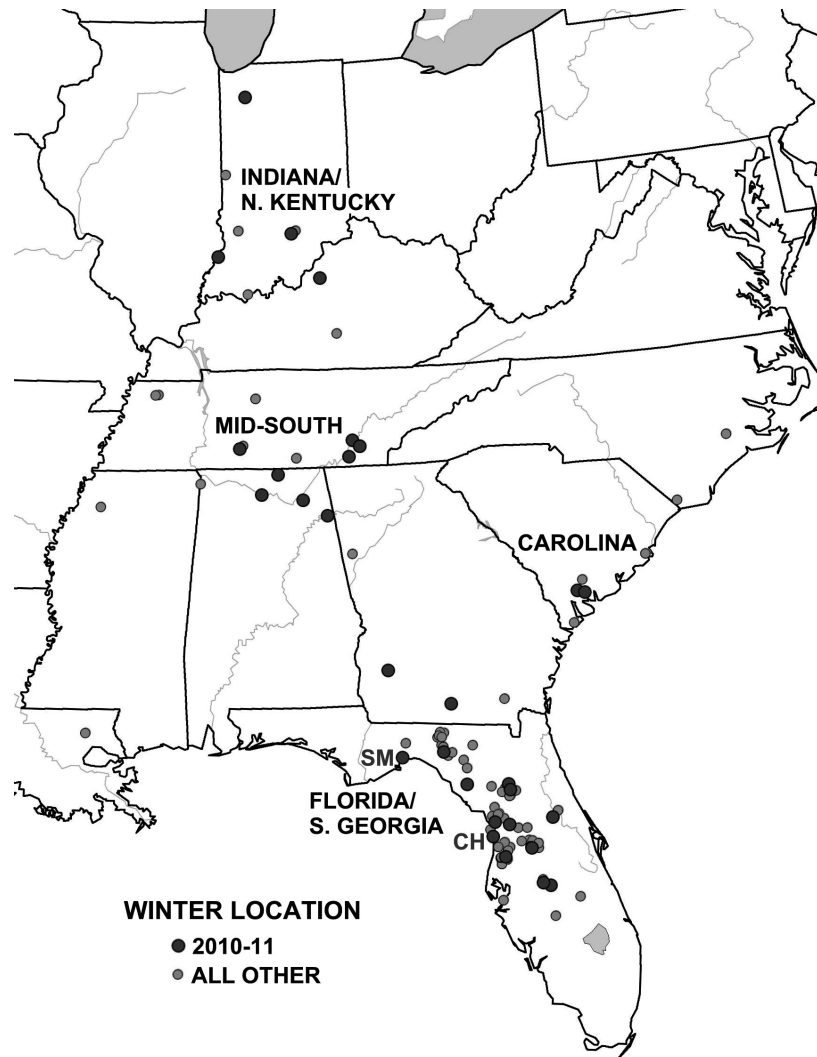 INDIANA/
N. KENTUCKY
MID-SOUTH
CAROLINA
SM
FLORIDA/
S. GEORGIA
CH
WINTER LOCATION
2010-11
ALL OTHER